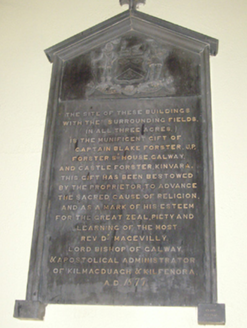 THE SITE OF THESE BUILDINGS
WITH THE SURROUNDING FIELDS,
IN ALL THREE ACRES,
IS THE MUNIFICENT GIFT OF
CAPTAIN BLAKE FORSTER, J.P.
FORSTER ST HOUSE, GALWAY
AND CASTLE FORSTER, KINVARA.
THIS GIFT HAS BEEN BESTOWED
BY THE PROPRIETOR TO ADVANCE
THE SACRED CAUSE OF RELIGION,
AND AS A MARK OF HIS ESTEEM
FOR THE GREAT ZEAL, PIETY AND
LEARNING OF THE MOST
REV DR MACEVILLY,
LORD BISHOP OF GALWAY
APOSTOLICAL ADMINISTRATOR
OF KILMACDUAGH & KILFENORA
A.D. 1877.